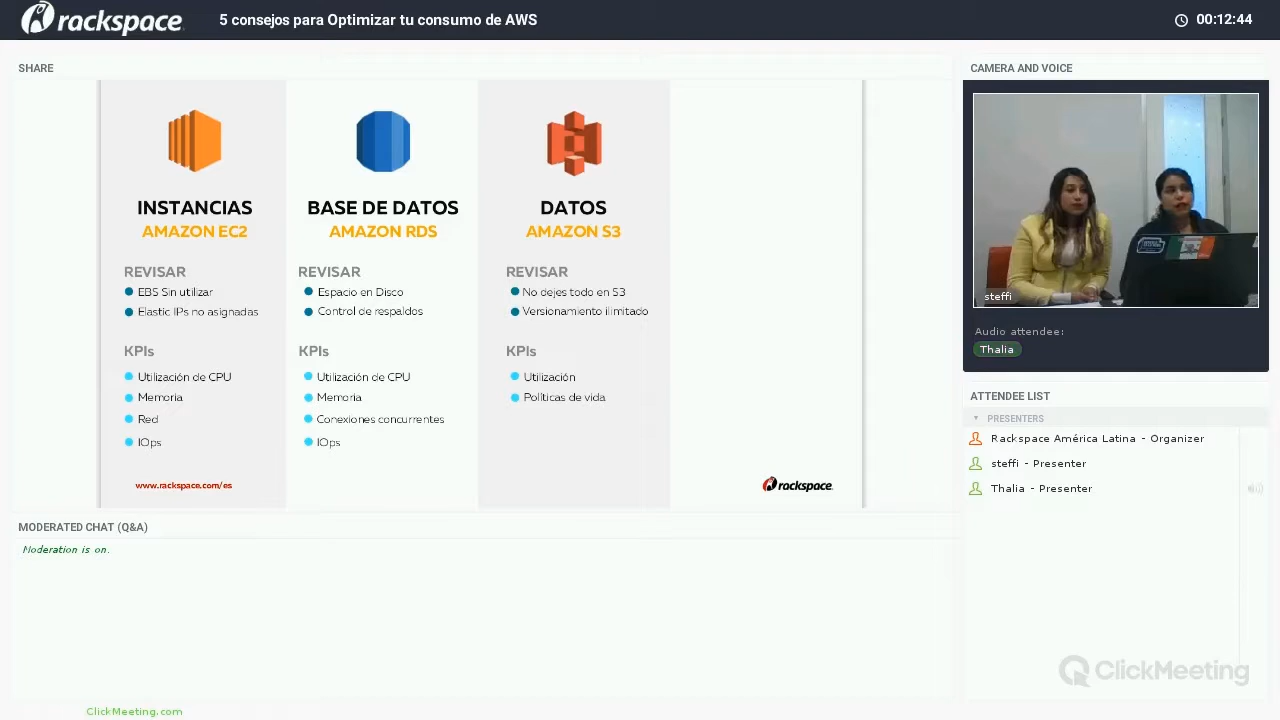 rackspace
5 consejos para Optimizar tu consumo de AWS
00:12:44
SHARE
INSTANCIAS
AMAZON EC2
REVISAR
EBS Sin utilizar
Elastic IPs no asignadas
KPIs
Utilización de CPU
Memoria
Red
IOps
www.rackspace.com/es
BASE DE DATOS
AMAZON RDS
REVISAR
Espacio en Disco
Control de respaldos
KPIs
Utilización de CPU
Memoria
Conexiones concurrentes
IOps
DATOS
AMAZON S3
REVISAR
No dejes todo en S3
Versionamiento ilimitado
KPIs
Utilización
Políticas de vida
rackspace
MODERATED CHAT (Q&A)
Moderation is on.
ClickMeeting.com
CAMERA AND VOICE
steffi
Audio attendee:
Thalia
ATTENDEE LIST
PRESENTERS
Rackspace América Latina - Organizer
steffi - Presenter
Thalia - Presenter
ClickMeeting